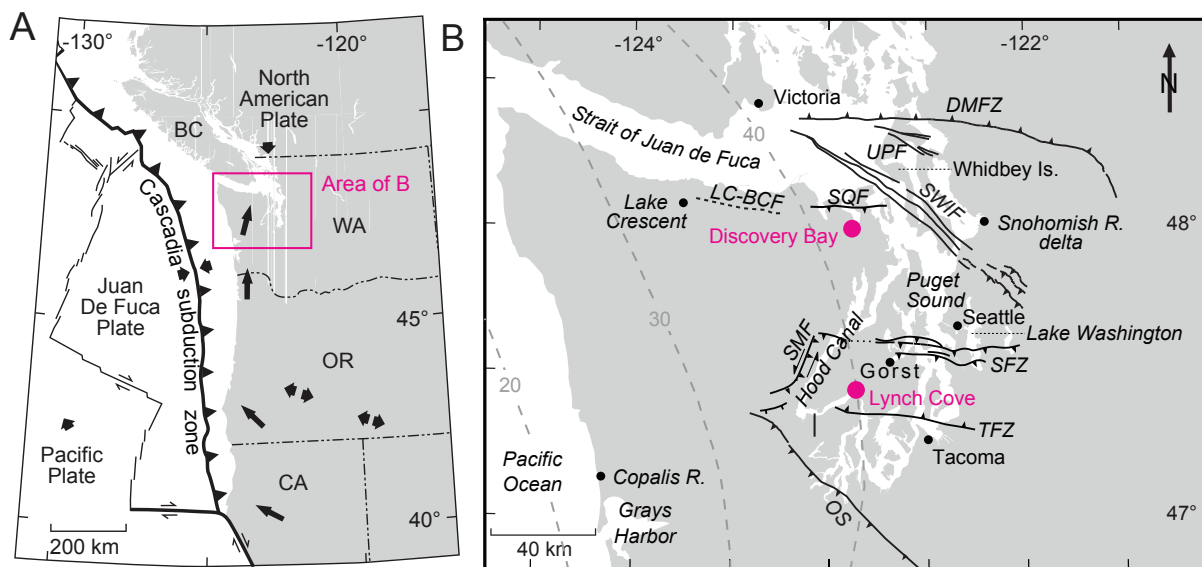 A
-130°
-120°
North
American
Plate
BC
Area of B
WA
Cascadia subduction zone
Juan
De Fuca
Plate
45°
OR
Pacific
Plate
CA
40°
200 km
B
-124°
-122°
N
Victoria
DMFZ
Strait of Juan de Fuca
40
UPF
Whidbey Is.
Lake
Crescent
LC-BCF
SQF
SWIF
Snohomish R.
delta
48°
Discovery Bay
Puget
Sound
Seattle
30
Lake Washington
SMF
Hood Canal
SFZ
Gorst
20
Lynch Cove
TFZ
Tacoma
Pacific
Ocean
Copalis R.
OS
Grays
Harbor
47°
40 km